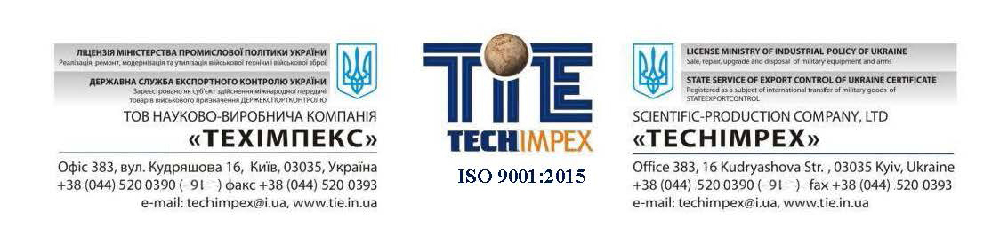 ЛІЦЕНЗІЯ МІНІСТЕРСТВА ПРОМИСЛОВОЇ ПОЛІТИКИ УКРАЇНИ
Реалізація, ремонт, модернізація та утилізація військової техніки і військової зброї
ДЕРЖАВНА СЛУЖБА ЕКСПОРТНОГО КОНТРОЛЮ УКРАЇНИ
Зареєстровано як суб'єкт здійснення міжнародної передачі
товарів військового призначення ДЕРЖЕКСПОРТКОНТРОЛЮ
ТОВ НАУКОВО-ВИРОБНИЧА КОМПАНІЯ
«ТЕХІМПЕКС»
Офіс 383, вул. Кудряшова 16, Київ, 03035, Україна
+38 (044) 520 0390 ( 91 ) факс +38 (044) 520 0393
e-mail: techimpex@i.ua, www.tie.in.ua
TIE
TECHIMPEX
ISO 9001:2015
LICENSE MINISTRY OF INDUSTRIAL POLICY OF UKRAINE
Sale, repair, upgrade and disposal of military equipment and arms
STATE SERVICE OF EXPORT CONTROL OF UKRAINE CERTIFICATE
Registered as a subject of international transfer of military goods of
STATEEXPORTCONTROL
SCIENTIFIC-PRODUCTION COMPANY, LTD
«TECHIMPEX»
Office 383, 16 Kudryashova Str. , 03035 Kyiv, Ukraine
+38 (044) 520 0390 ( 91 ), fax +38 (044) 520 0393
e-mail: techimpex@i.ua, www.tie.in.ua